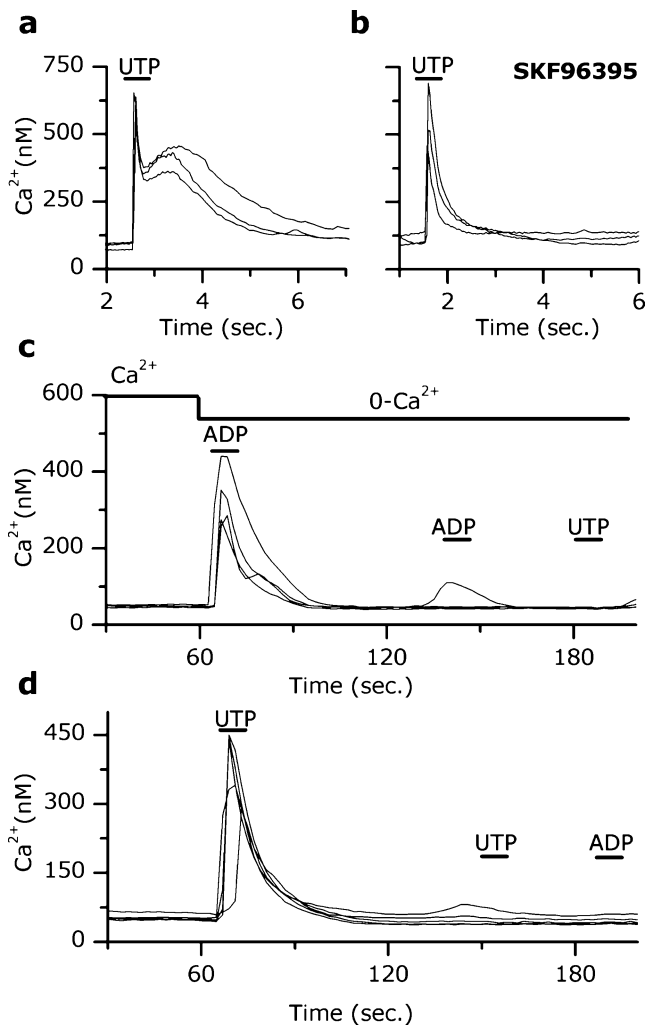 a
b
UTP
UTP
SKF96395
750
500
250
0
Ca2+(nM)
2 4 6
2 4 6
Time (sec.)
Time (sec.)
c
Ca2+
0-Ca2+
600
400
200
0
Ca2+(nM)
ADP
ADP
UTP
60 120 180
Time (sec.)
d
450
300
150
0
Ca2+(nM)
UTP
UTP
ADP
60 120 180
Time (sec.)